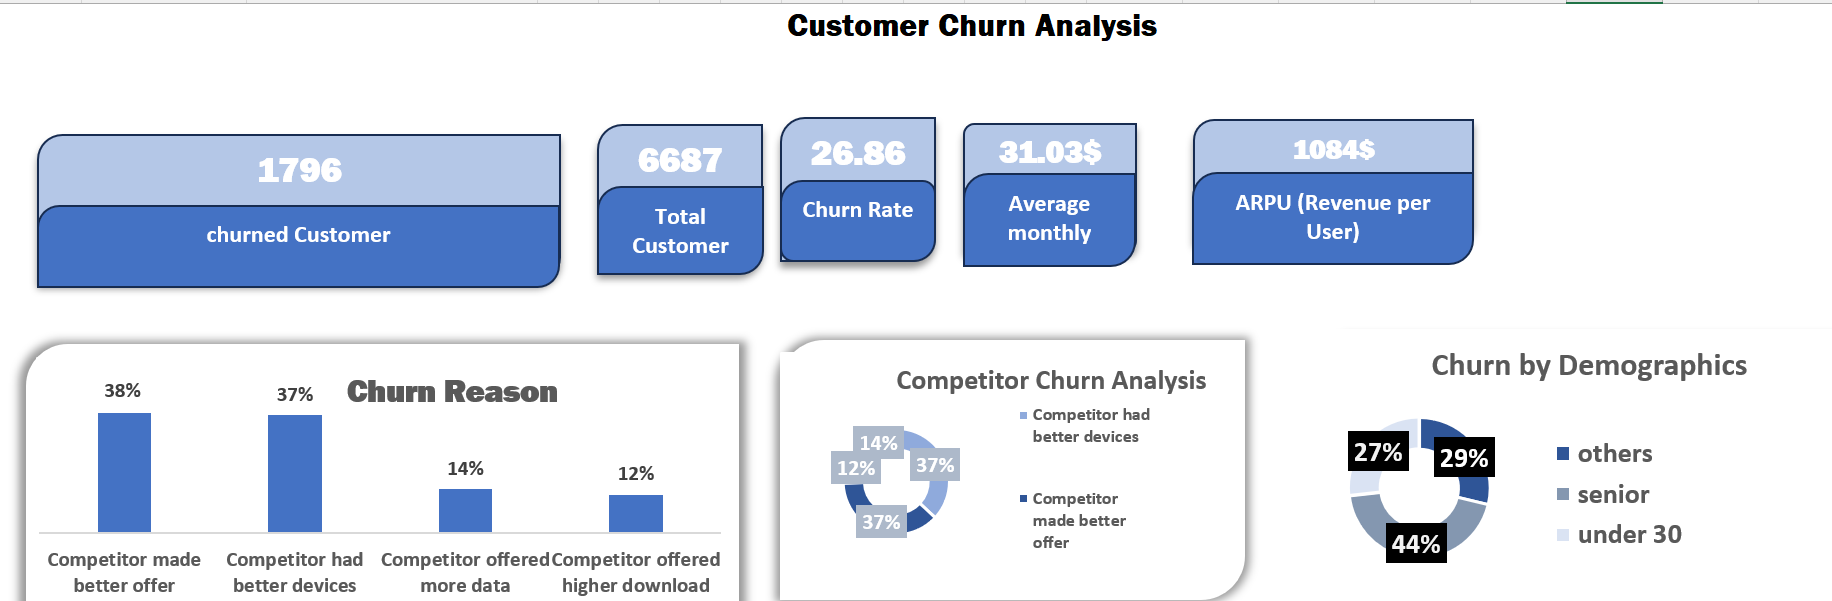 Customer Churn Analysis
1796
churned Customer
6687
Total
Customer
26.86
Churn Rate
31.03$
Average
monthly
1084$
ARPU (Revenue per
User)
Churn Reason
38%
37%
14%
12%
Competitor made
better offer
Competitor had
better devices
Competitor offered
more data
Competitor offered
higher download
Competitor Churn Analysis
14%
12%
37%
37%
Competitor had
better devices
Competitor
made better
offer
Churn by Demographics
27%
29%
44%
others
senior
under 30